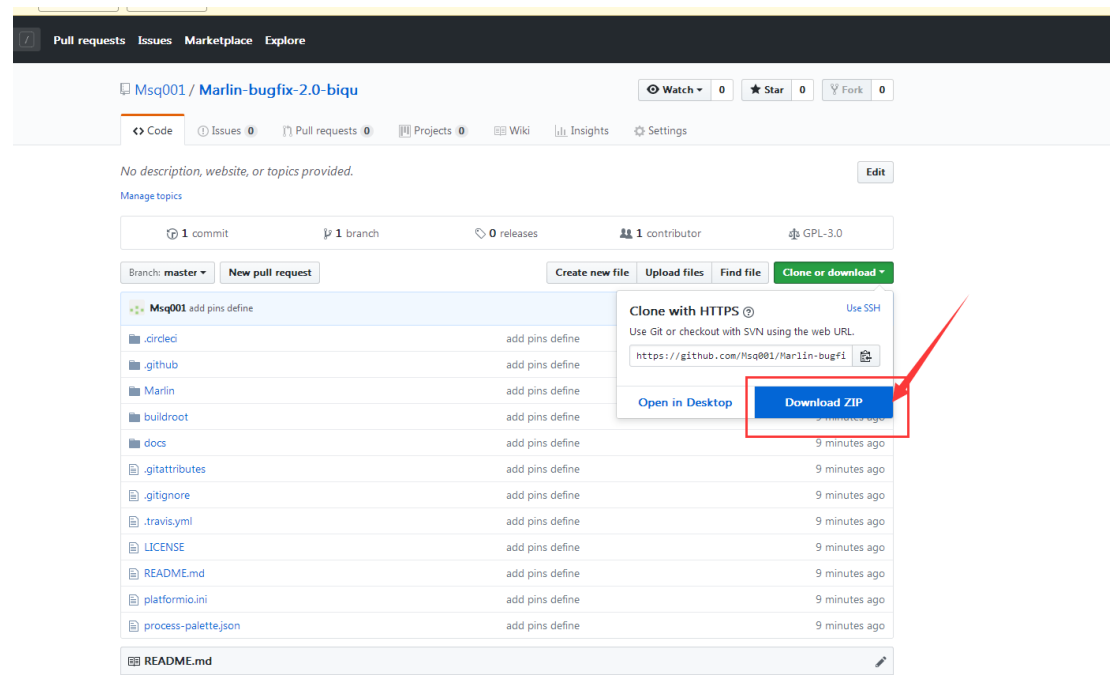 / Pull requests Issues Marketplace Explore
Msq001 / Marlin-bugfix-2.0-biqu
Watch 0 Star 0 Fork 0
Code Issues 0 Pull requests 0 Projects 0 Wiki Insights Settings
No description, website, or topics provided.
Edit
Manage topics
1 commit 1 branch 0 releases 1 contributor GPL-3.0
Branch: master New pull request Create new file Upload files Find file Clone or download
Msq001 add pins define
Clone with HTTPS ? Use SSH
Use Git or checkout with SVN using the web URL.
https://github.com/Msq001/Marlin-bugfi
Open in Desktop Download ZIP
.circleci add pins define
.github add pins define
Marlin add pins define
buildroot add pins define 9 minutes ago
docs add pins define 9 minutes ago
.gitattributes add pins define 9 minutes ago
.gitignore add pins define 9 minutes ago
.travis.yml add pins define 9 minutes ago
LICENSE add pins define 9 minutes ago
README.md add pins define 9 minutes ago
platformio.ini add pins define 9 minutes ago
process-palette.json add pins define 9 minutes ago
README.md